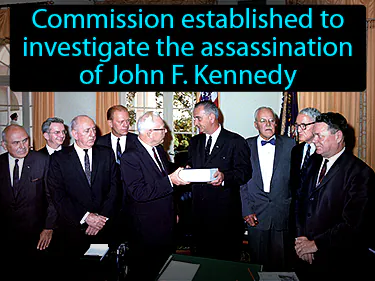 Commission established to
investigate the assassination
of John F. Kennedy